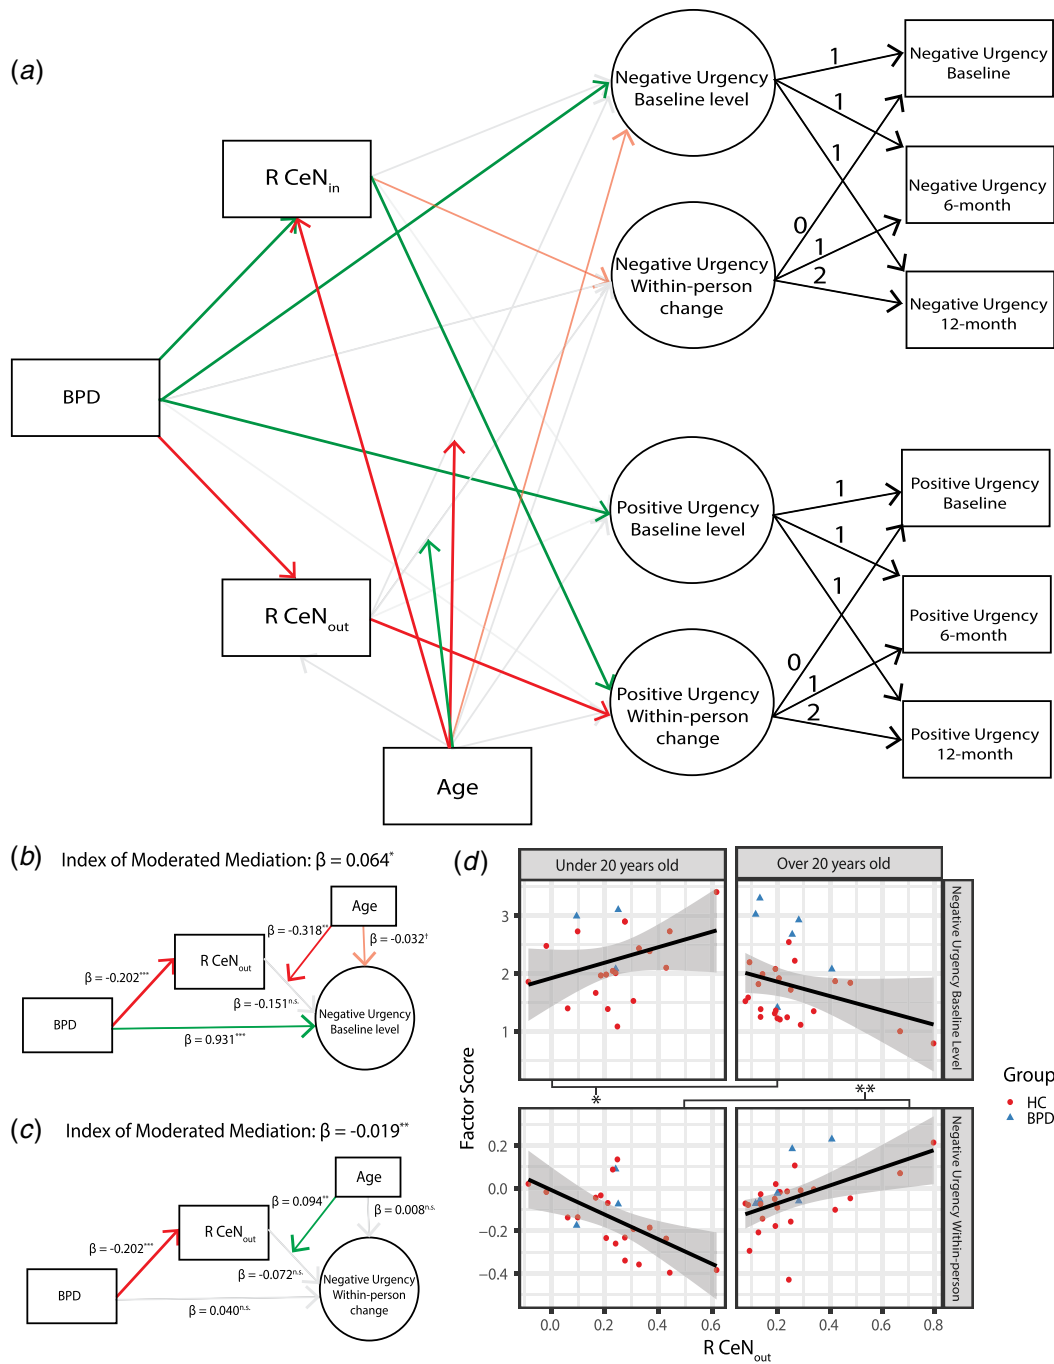 (a)
Negative Urgency
Baseline level
1
1
1
Negative Urgency
Baseline
R CeNin
Negative Urgency
6-month
Negative Urgency
Within-person
change
0
1
2
Negative Urgency
12-month
BPD
Positive Urgency
Baseline level
1
1
1
Positive Urgency
Baseline
R CeNout
Positive Urgency
6-month
Positive Urgency
Within-person
change
0
1
2
Positive Urgency
12-month
Age
(b)
Index of Moderated Mediation: β = 0.064*
Age
β = -0.318**
β = -0.032†
R CeNout
β = -0.202***
β = -0.151n.s.
BPD
β = 0.931***
Negative Urgency
Baseline level
(c)
Index of Moderated Mediation: β = -0.019**
Age
β = 0.094**
β = 0.008n.s.
R CeNout
β = -0.202***
β = -0.072n.s.
BPD
β = 0.040n.s.
Negative Urgency
Within-person
change
(d)
Under 20 years old
Over 20 years old
3
2
1
Negative Urgency Baseline Level
*
**
Factor Score
0.2
0.0
−0.2
−0.4
Negative Urgency Within-person
0.0
0.2
0.4
0.6
0.2
0.4
0.6
0.8
R CeNout
Group
HC
BPD